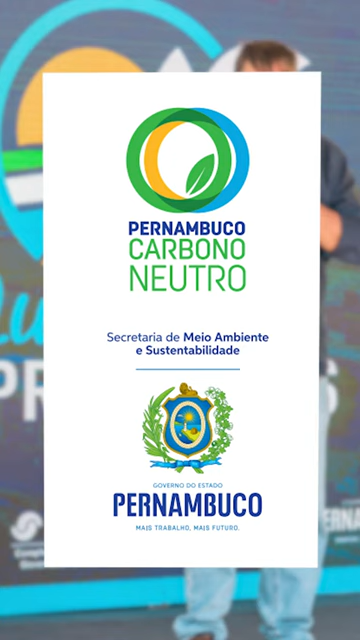 PERNAMBUCO
CARBONO
NEUTRO
Secretaria de Meio Ambiente
e Sustentabilidade
GOVERNO DO ESTADO
PERNAMBUCO
MAIS TRABALHO, MAIS FUTURO.